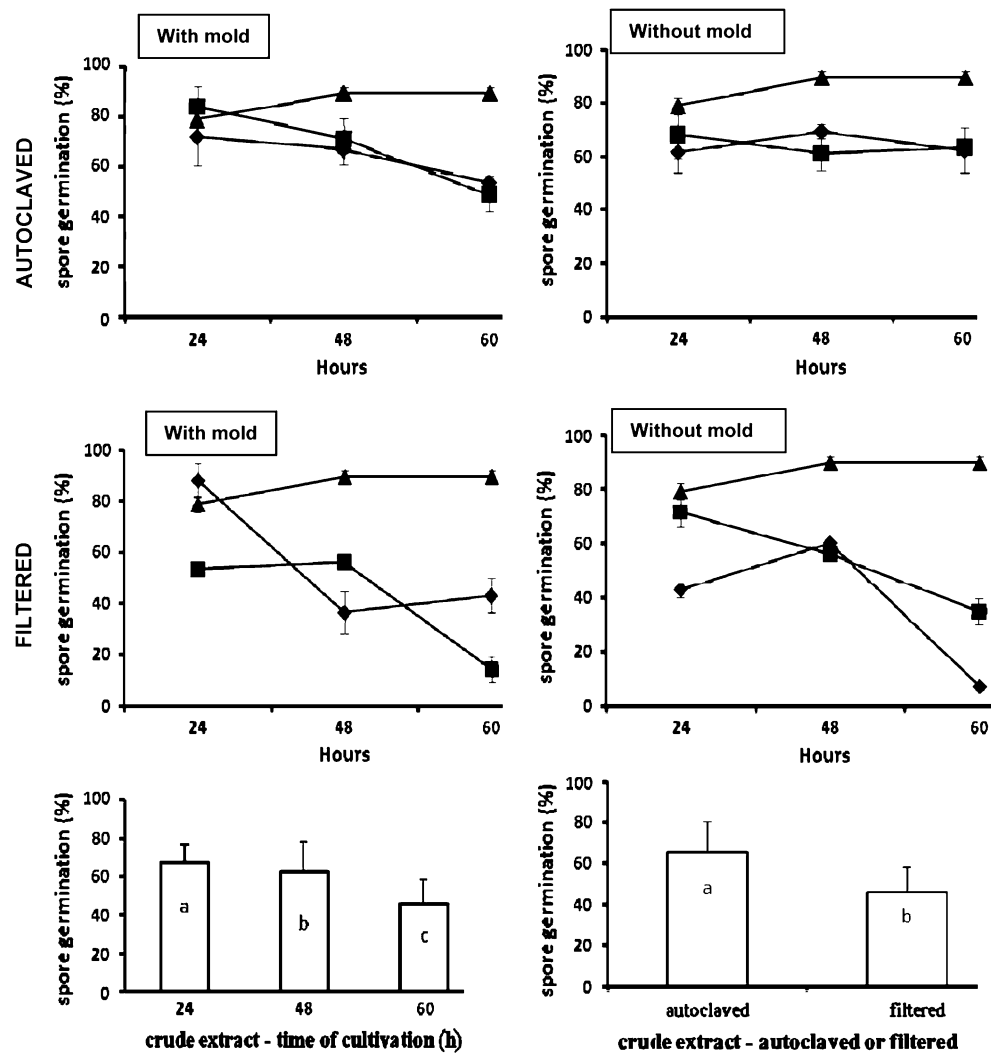 With mold
Without mold
AUTOCLAVED
spore germination (%)
100
80
60
40
20
0
24
48
60
Hours
spore germination (%)
100
80
60
40
20
0
24
48
60
Hours
With mold
Without mold
FILTERED
spore germination (%)
100
80
60
40
20
0
24
48
60
Hours
spore germination (%)
100
80
60
40
20
0
24
48
60
Hours
spore germination (%)
100
80
60
40
20
0
a
b
c
24
48
60
crude extract - time of cultivation (h)
spore germination (%)
100
80
60
40
20
0
a
b
autoclaved
filtered
crude extract - autoclaved or filtered